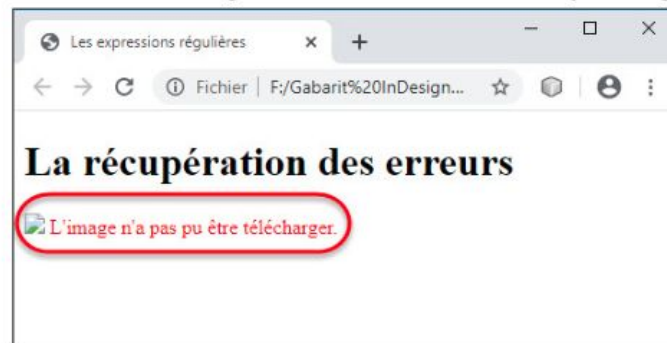 Les expressions régulières
Fichier | F:/Gabarit%20InDesign...
La récupération des erreurs
L'image n'a pas pu être télécharger.